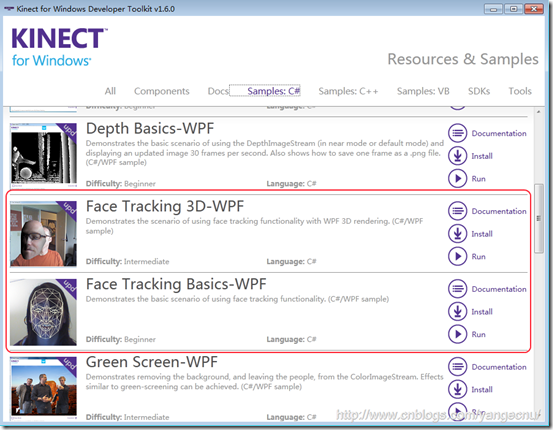 Kinect for Windows Developer Toolkit v1.6.0
KINECT™
for Windows®
Resources & Samples
All Components Docs Samples: C# Samples: C++ Samples: VB SDKs Tools
Difficulty: Beginner Language: C# Run
upd
Depth Basics-WPF
Documentation
Demonstrates the basic scenario of using the DepthImageStream (in near mode or default mode) and
displaying an updated image 30 frames per second. Also shows how to save one frame as a .png file.
(C#/WPF sample)
Install
Difficulty: Beginner Language: C#
Run
upd
Face Tracking 3D-WPF
Documentation
Demonstrates the scenario of using face tracking functionality with WPF 3D rendering. (C#/WPF
sample)
Install
Difficulty: Intermediate Language: C#
Run
upd
Face Tracking Basics-WPF
Documentation
Demonstrates the basic scenario of using face tracking functionality. (C#/WPF sample)
Install
Difficulty: Beginner Language: C#
Run
upd
Green Screen-WPF
Documentation
Demonstrates removing the background, and leaving the people, from the ColorImageStream. Effects
similar to green-screening can be achieved. (C#/WPF sample)
Install
Difficulty: Intermediate Language: C#
Run
http://www.cnblogs.com/yangecnu/